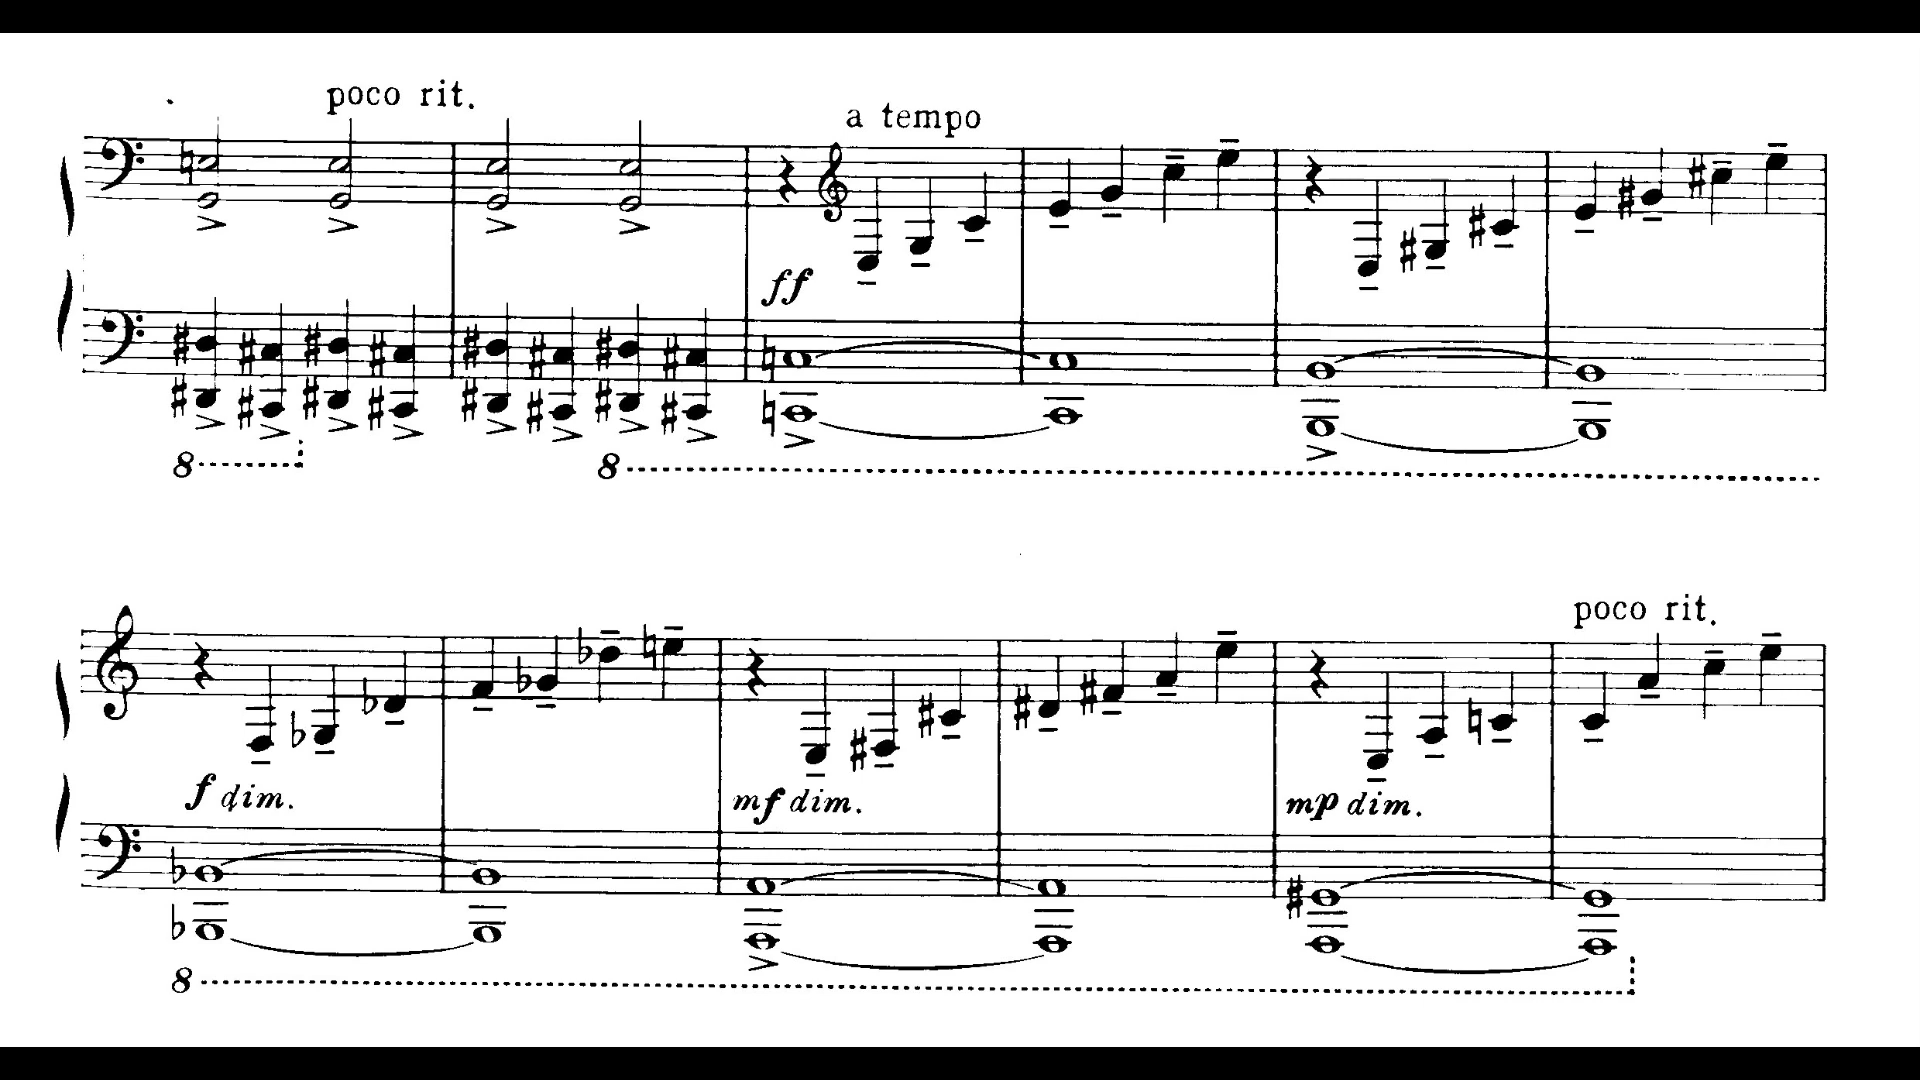 poco rit.
a tempo
ff
8
8
poco rit.
f dim.
mf dim.
mp dim.
8